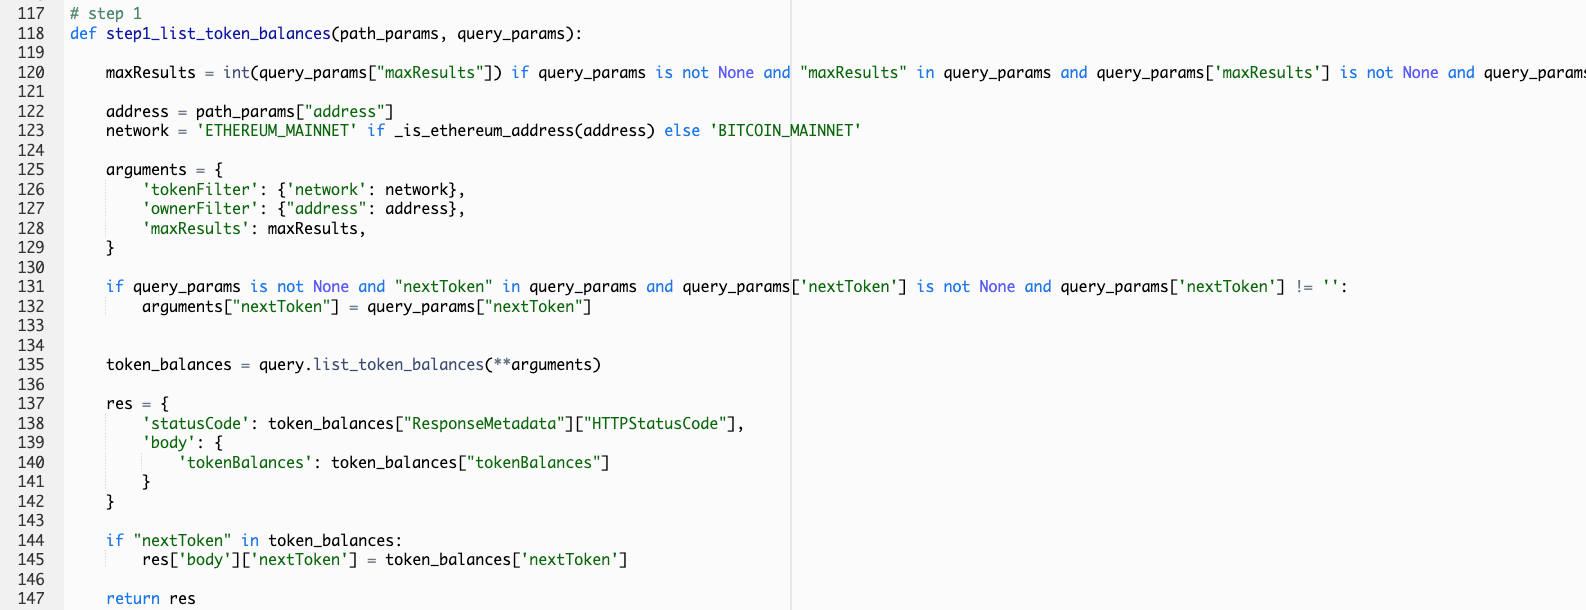 117 # step 1
118 def step1_list_token_balances(path_params, query_params):
119
120     maxResults = int(query_params["maxResults"]) if query_params is not None and "maxResults" in query_params and query_params['maxResults'] is not None and query_params
121
122     address = path_params["address"]
123     network = 'ETHEREUM_MAINNET' if _is_ethereum_address(address) else 'BITCOIN_MAINNET'
124
125     arguments = {
126         'tokenFilter': {'network': network},
127         'ownerFilter': {"address": address},
128         'maxResults': maxResults,
129     }
130
131     if query_params is not None and "nextToken" in query_params and query_params['nextToken'] is not None and query_params['nextToken'] != '':
132         arguments["nextToken"] = query_params["nextToken"]
133
134
135     token_balances = query.list_token_balances(**arguments)
136
137     res = {
138         'statusCode': token_balances["ResponseMetadata"]["HTTPStatusCode"],
139         'body': {
140             'tokenBalances': token_balances["tokenBalances"]
141         }
142     }
143
144     if "nextToken" in token_balances:
145         res['body']['nextToken'] = token_balances['nextToken']
146
147     return res